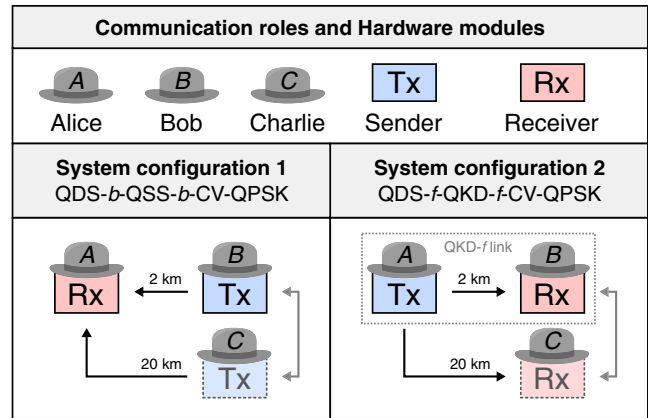 Communication roles and Hardware modules
A B C Tx Rx
Alice Bob Charlie Sender Receiver
System configuration 1
QDS-b-QSS-b-CV-QPSK
A B
Rx 2 km Tx
C
20 km Tx
System configuration 2
QDS-f-QKD-f-CV-QPSK
QKD-f link
A B
Tx 2 km Rx
C
20 km Rx